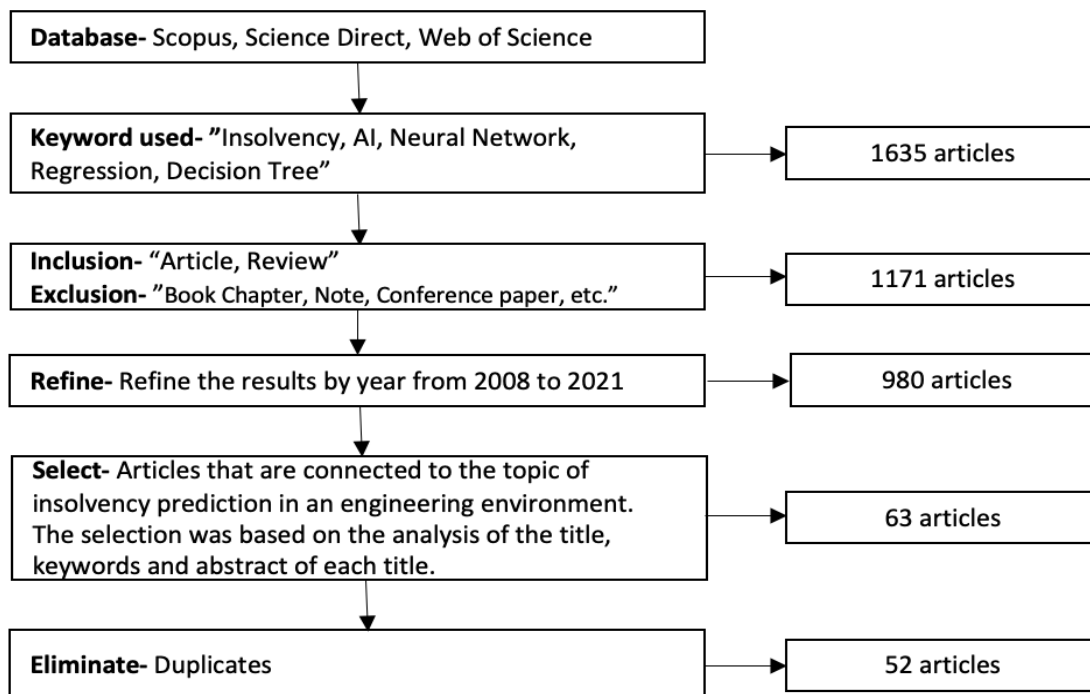 Database- Scopus, Science Direct, Web of Science
Keyword used- ”Insolvency, AI, Neural Network,
Regression, Decision Tree”
1635 articles
Inclusion- “Article, Review”
Exclusion- ”Book Chapter, Note, Conference paper, etc.”
1171 articles
Refine- Refine the results by year from 2008 to 2021
980 articles
Select- Articles that are connected to the topic of
insolvency prediction in an engineering environment.
The selection was based on the analysis of the title,
keywords and abstract of each title.
63 articles
Eliminate- Duplicates
52 articles